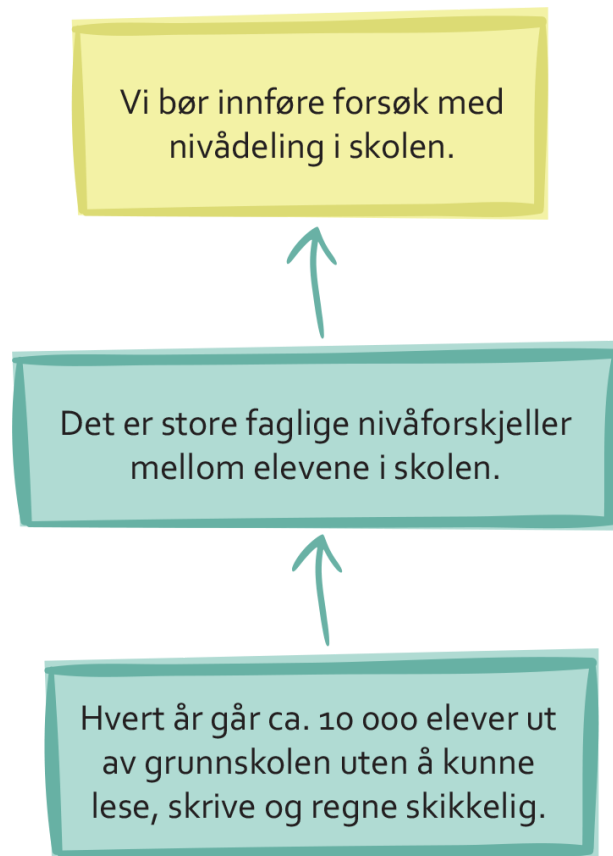 Vi bør innføre forsøk med
nivådeling i skolen.
Det er store faglige nivåforskjeller
mellom elevene i skolen.
Hvert år går ca. 10 000 elever ut
av grunnskolen uten å kunne
lese, skrive og regne skikkelig.